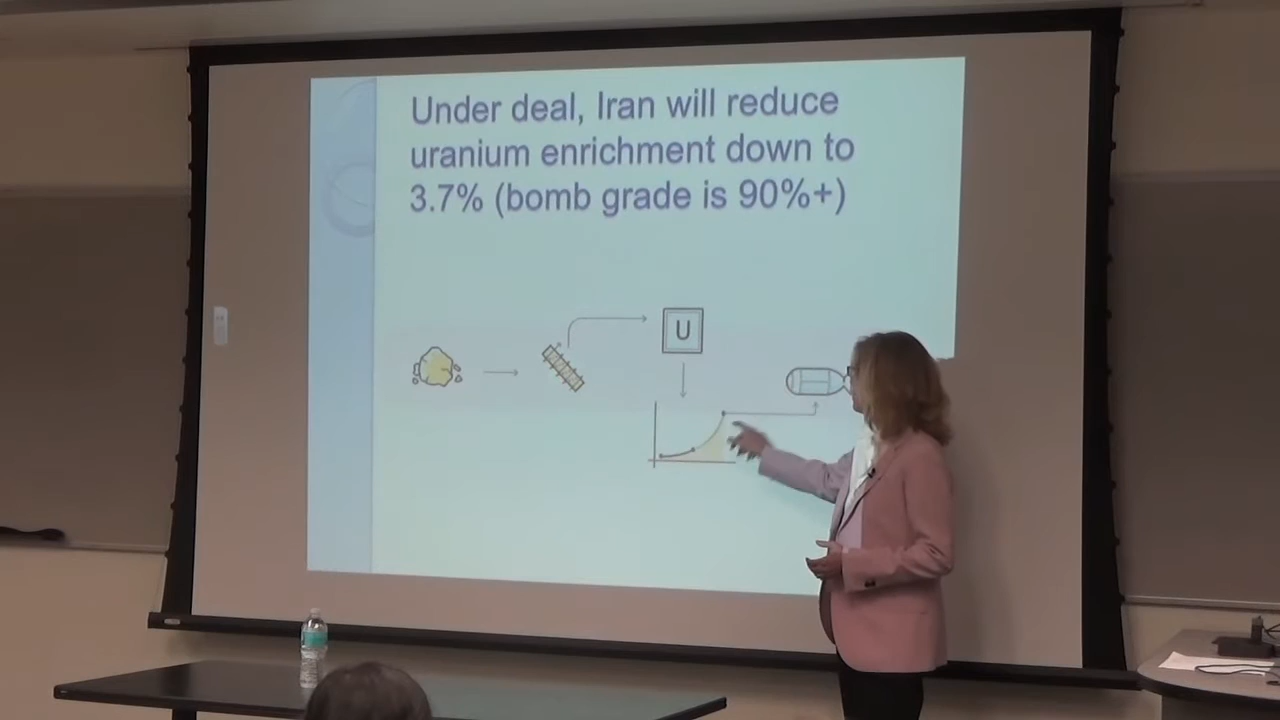 Under deal, Iran will reduce
uranium enrichment down to
3.7% (bomb grade is 90%+)
U